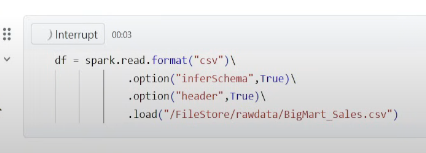 Interrupt 00:03
df = spark.read.format("csv")\
.option("inferSchema",True)\
.option("header",True)\
.load("/FileStore/rawdata/BigMart_Sales.csv")